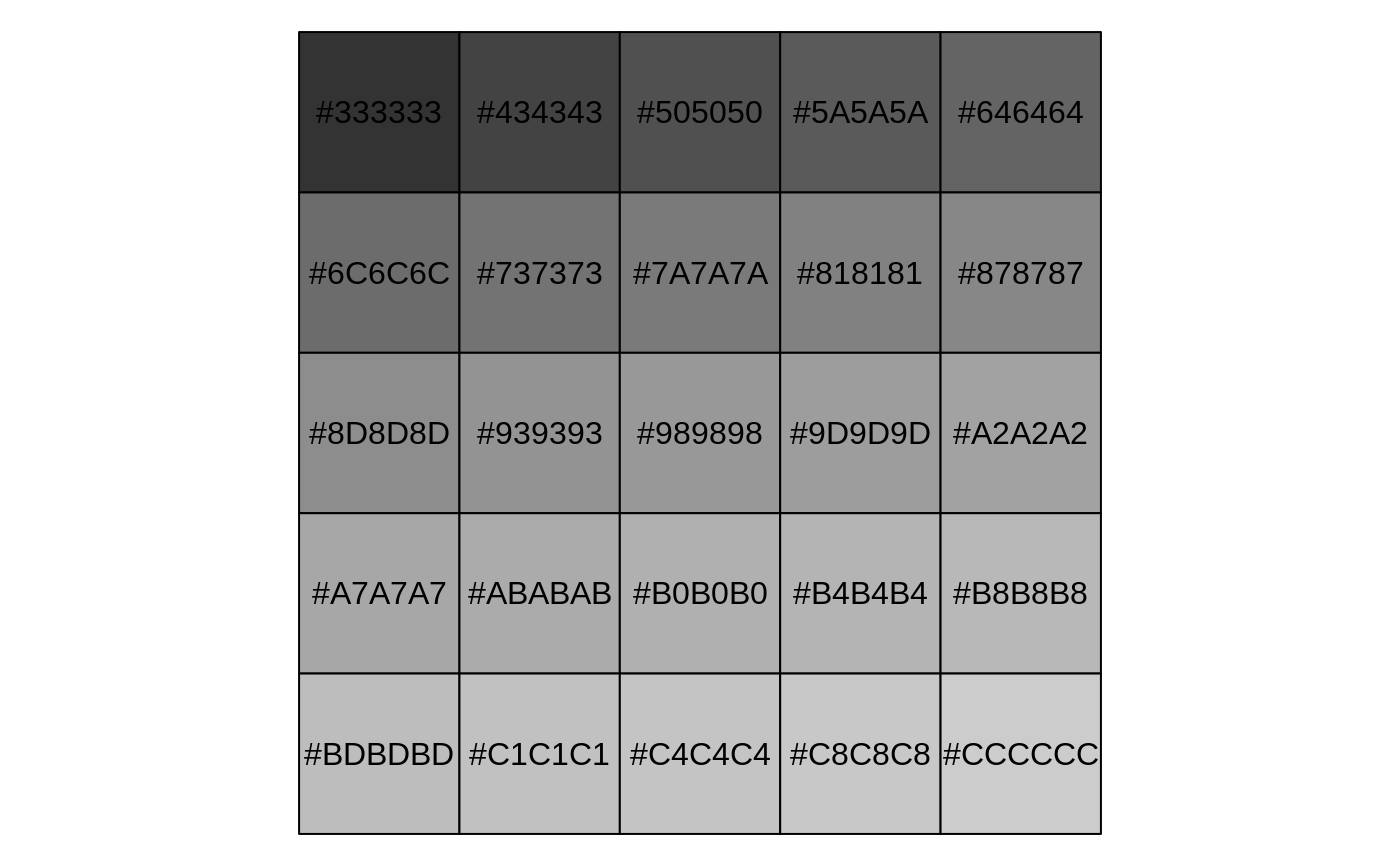 #333333 #434343 #505050 #5A5A5A #646464
#6C6C6C #737373 #7A7A7A #818181 #878787
#8D8D8D #939393 #989898 #9D9D9D #A2A2A2
#A7A7A7 #ABABAB #B0B0B0 #B4B4B4 #B8B8B8
#BDBDBD #C1C1C1 #C4C4C4 #C8C8C8 #CCCCCC